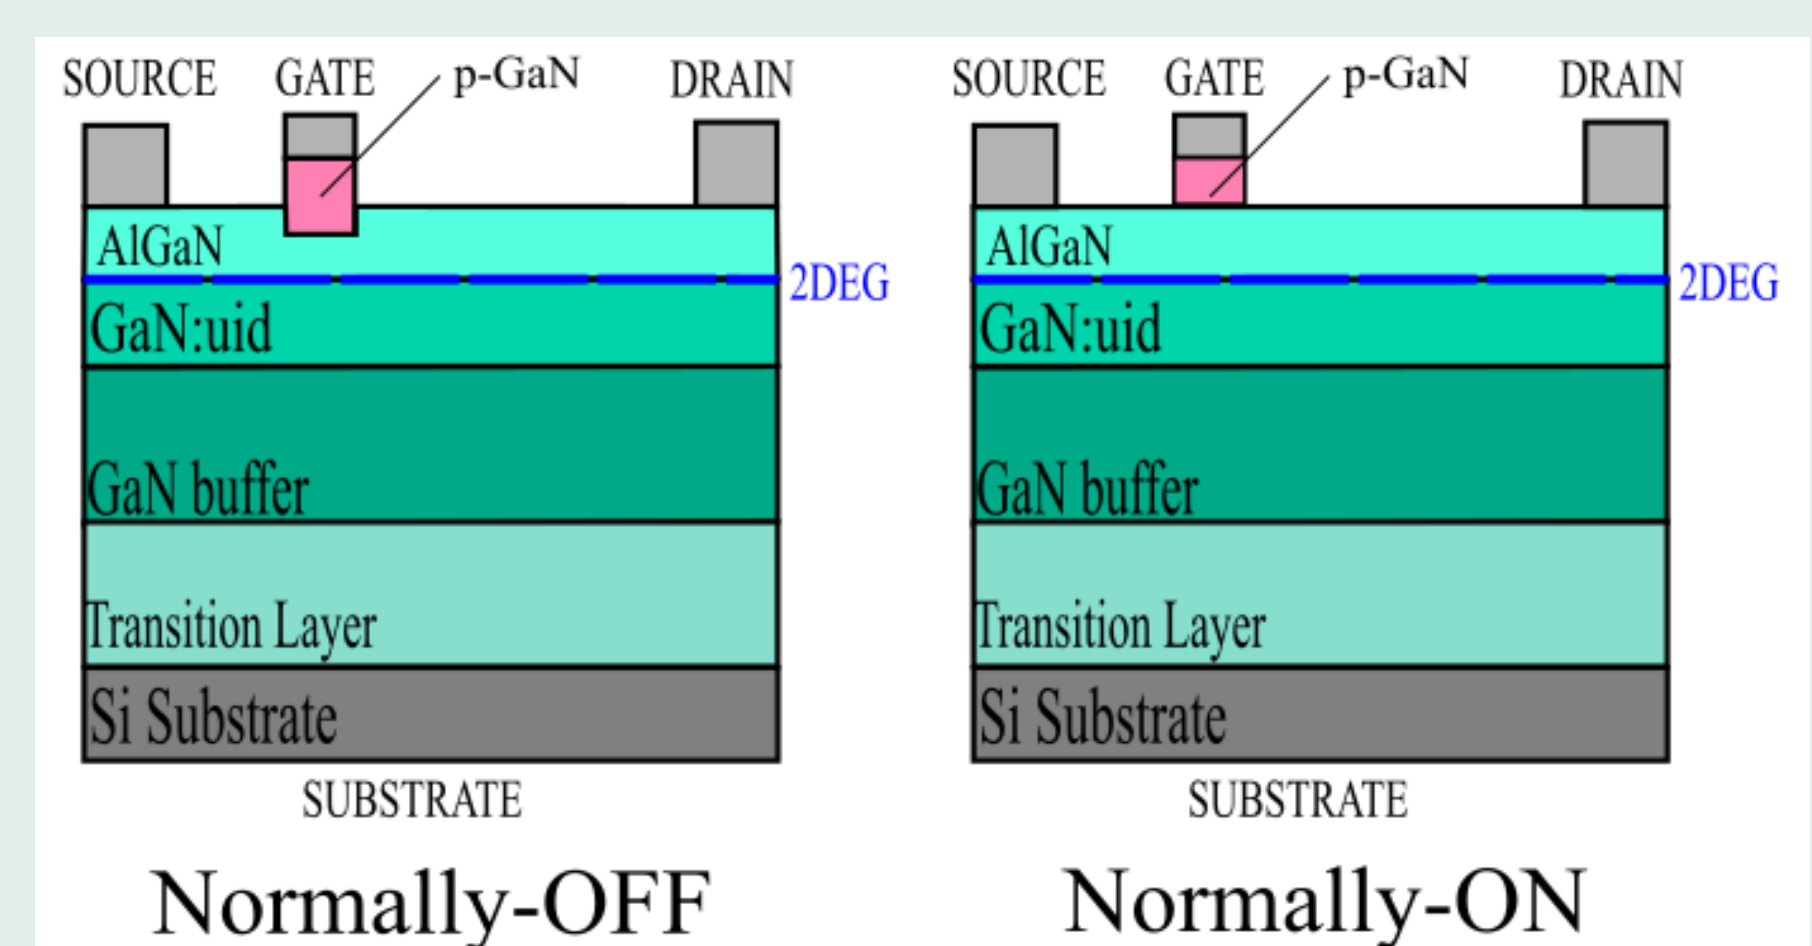 SOURCE GATE p-GaN DRAIN
AlGaN
2DEG
GaN:uid
GaN buffer
Transition Layer
Si Substrate
SUBSTRATE
Normally-OFF
SOURCE GATE p-GaN DRAIN
AlGaN
2DEG
GaN:uid
GaN buffer
Transition Layer
Si Substrate
SUBSTRATE
Normally-ON